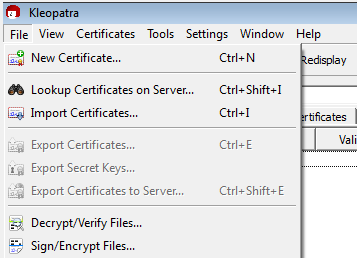 Kleopatra
File View Certificates Tools Settings Window Help
New Certificate... Ctrl+N
Redisplay
Lookup Certificates on Server... Ctrl+Shift+I
Import Certificates... Ctrl+I
ertificates
Export Certificates... Ctrl+E
Vali
Export Secret Keys...
Export Certificates to Server... Ctrl+Shift+E
Decrypt/Verify Files...
Sign/Encrypt Files...